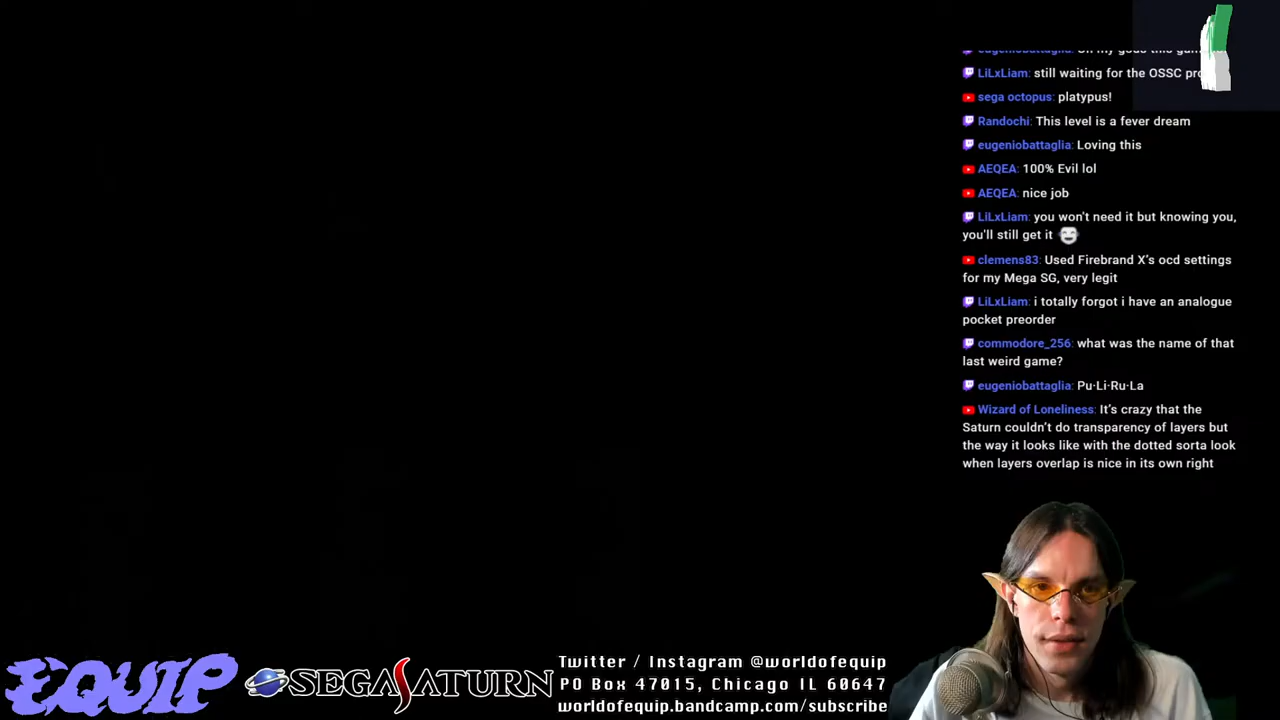 LiLxLiam: still waiting for the OSSC pro
sega octopus: platypus!
Randochi: This level is a fever dream
eugeniobattaglia: Loving this
AEQEA: 100% Evil lol
AEQEA: nice job
LiLxLiam: you won't need it but knowing you,
you'll still get it
clemens83: Used Firebrand X's ocd settings
for my Mega SG, very legit
LiLxLiam: i totally forgot i have an analogue
pocket preorder
commodore_256: what was the name of that
last weird game?
eugeniobattaglia: Pu·Li·Ru·La
Wizard of Loneliness: It's crazy that the
Saturn couldn't do transparency of layers but
the way it looks like with the dotted sorta look
when layers overlap is nice in its own right
EQUIP
SEGA SATURN
Twitter / Instagram @worldofequip
PO Box 47015, Chicago IL 60647
worldofequip.bandcamp.com/subscribe